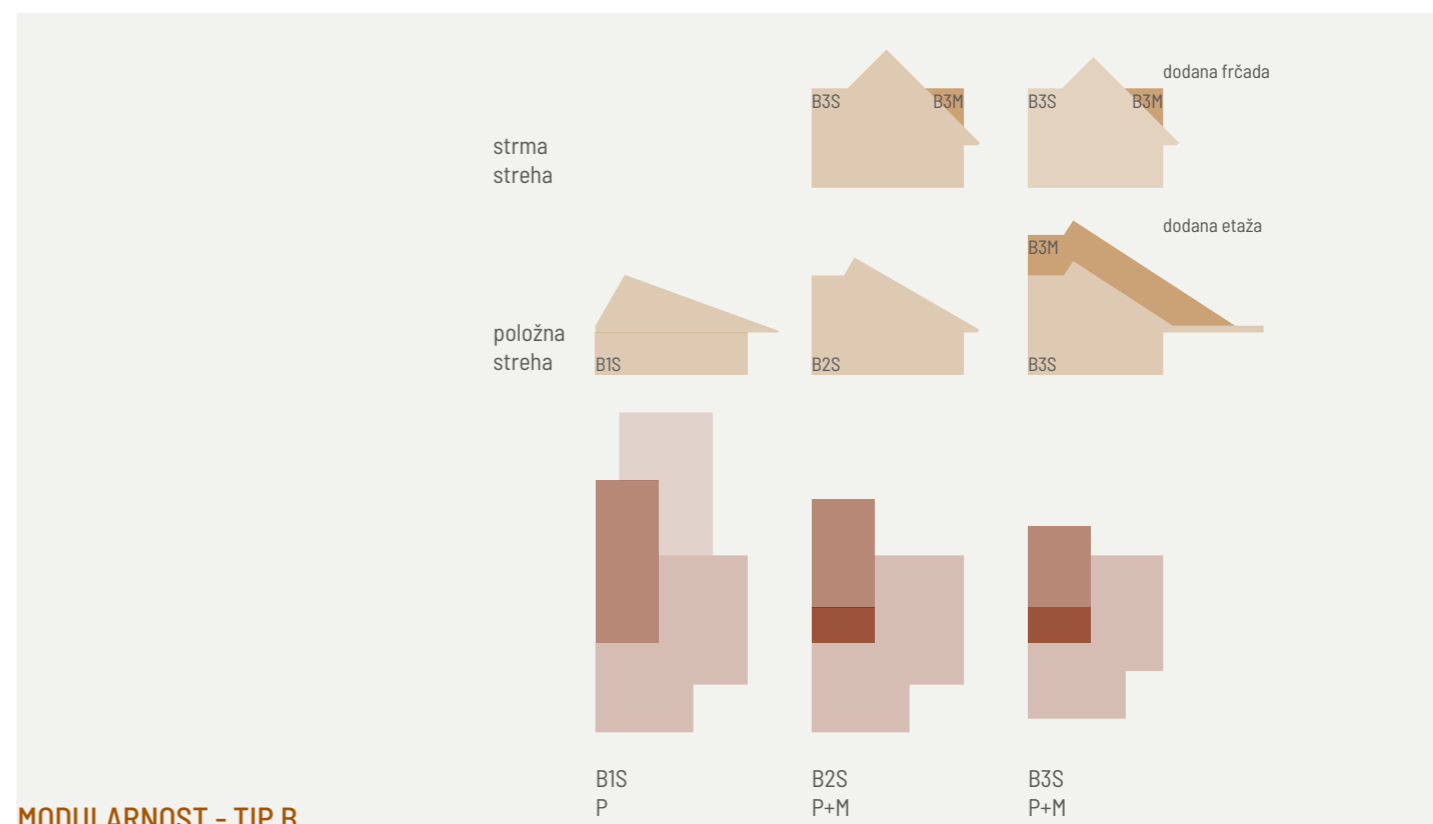 dodana frčada
B3S
B3M
B3S
B3M
strma
streha
dodana etaža
B3M
položna
streha
B1S
B2S
B3S
B1S
P
B2S
P+M
B3S
P+M
MODULARNOST - TIP B